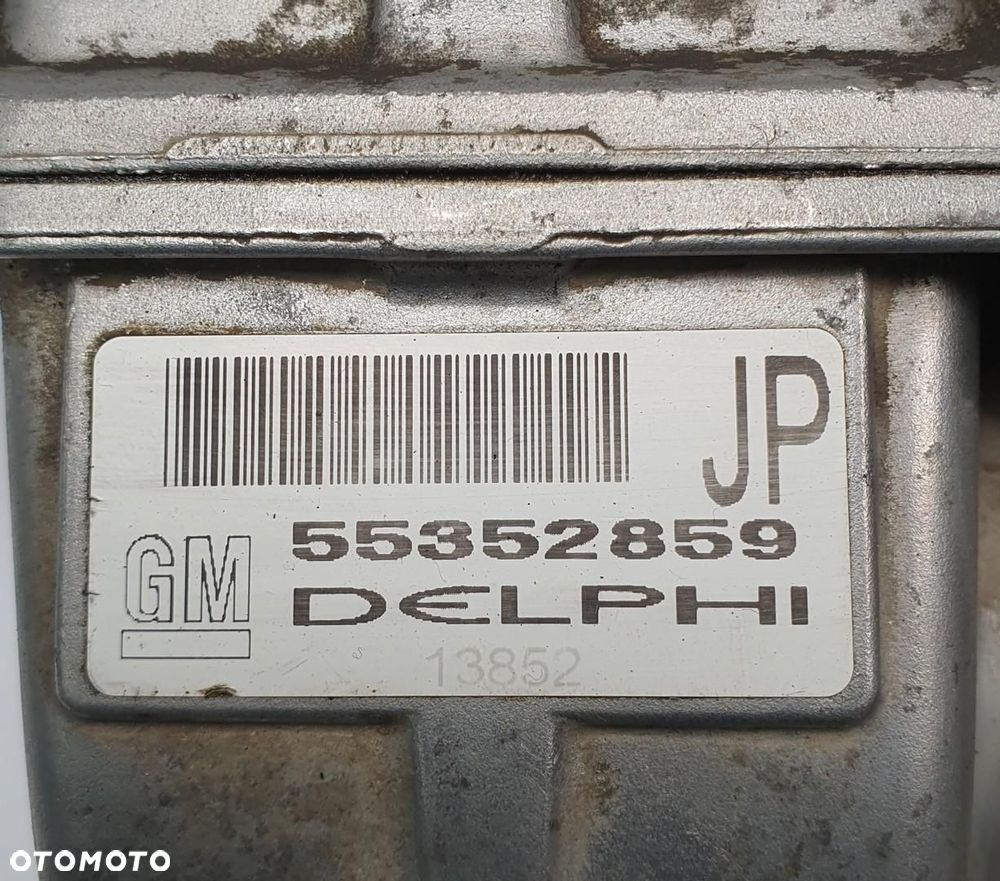 JP
55352859
GM
DELPHI
13852
OTOMOTO